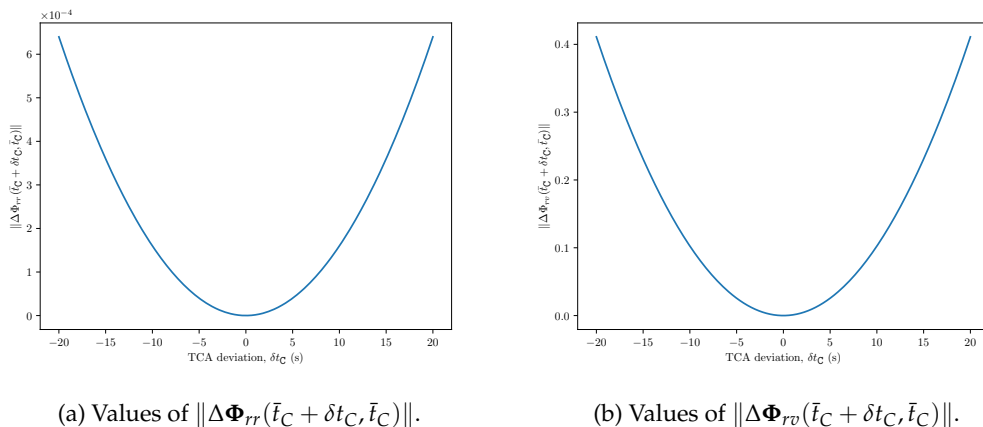 ×10⁻⁴
6
5
4
3
2
1
0
‖ΔΦ_rr(t̄_C + δt_C, t̄_C)‖
−20 −15 −10 −5 0 5 10 15 20
TCA deviation, δt_C (s)
0.4
0.3
0.2
0.1
0.0
‖ΔΦ_rv(t̄_C + δt_C, t̄_C)‖
−20 −15 −10 −5 0 5 10 15 20
TCA deviation, δt_C (s)
(a) Values of ‖ΔΦ_rr(t̄_C + δt_C, t̄_C)‖.
(b) Values of ‖ΔΦ_rv(t̄_C + δt_C, t̄_C)‖.